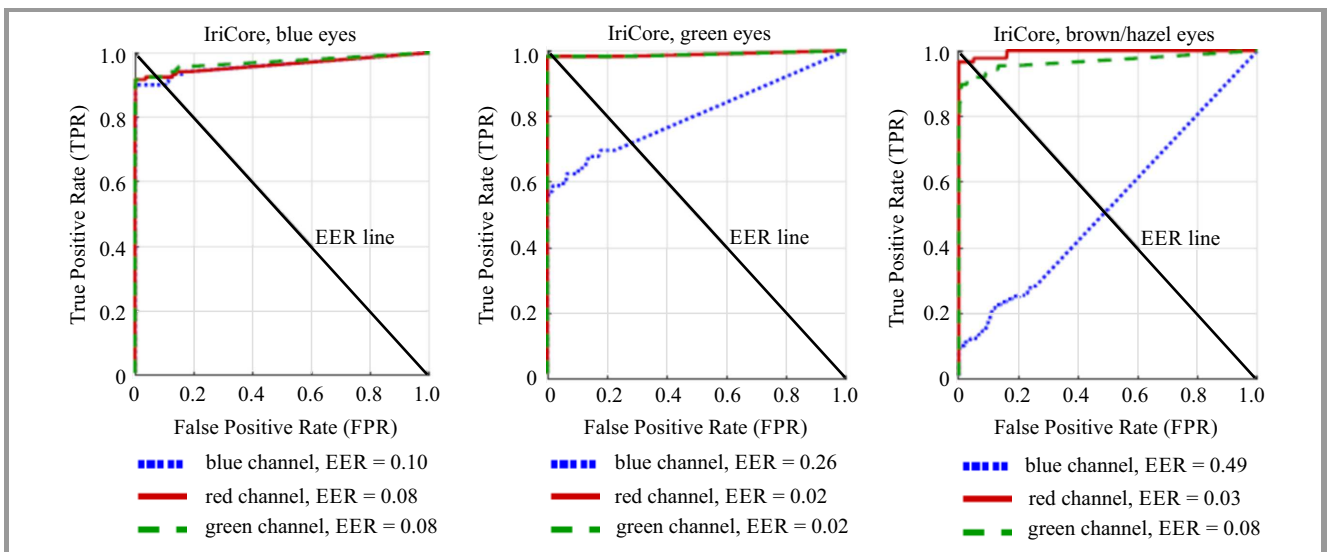 IriCore, blue eyes
True Positive Rate (TPR)
1.0
0.8
0.6
0.4
0.2
0
EER line
0 0.2 0.4 0.6 0.8 1.0
False Positive Rate (FPR)
blue channel, EER = 0.10
red channel, EER = 0.08
green channel, EER = 0.08
IriCore, green eyes
True Positive Rate (TPR)
1.0
0.8
0.6
0.4
0.2
0
EER line
0 0.2 0.4 0.6 0.8 1.0
False Positive Rate (FPR)
blue channel, EER = 0.26
red channel, EER = 0.02
green channel, EER = 0.02
IriCore, brown/hazel eyes
True Positive Rate (TPR)
1.0
0.8
0.6
0.4
0.2
0
EER line
0 0.2 0.4 0.6 0.8 1.0
False Positive Rate (FPR)
blue channel, EER = 0.49
red channel, EER = 0.03
green channel, EER = 0.08